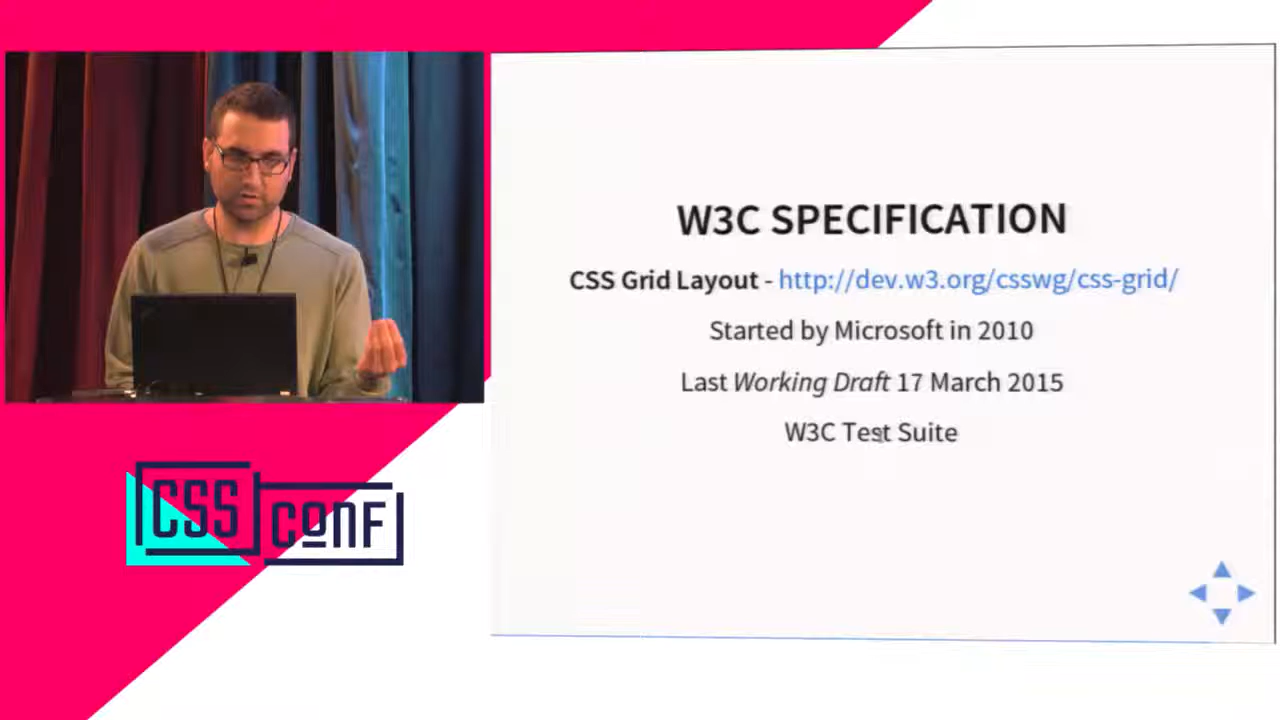 W3C SPECIFICATION
CSS Grid Layout - http://dev.w3.org/csswg/css-grid/
Started by Microsoft in 2010
Last Working Draft 17 March 2015
W3C Test Suite
CSS
CONF